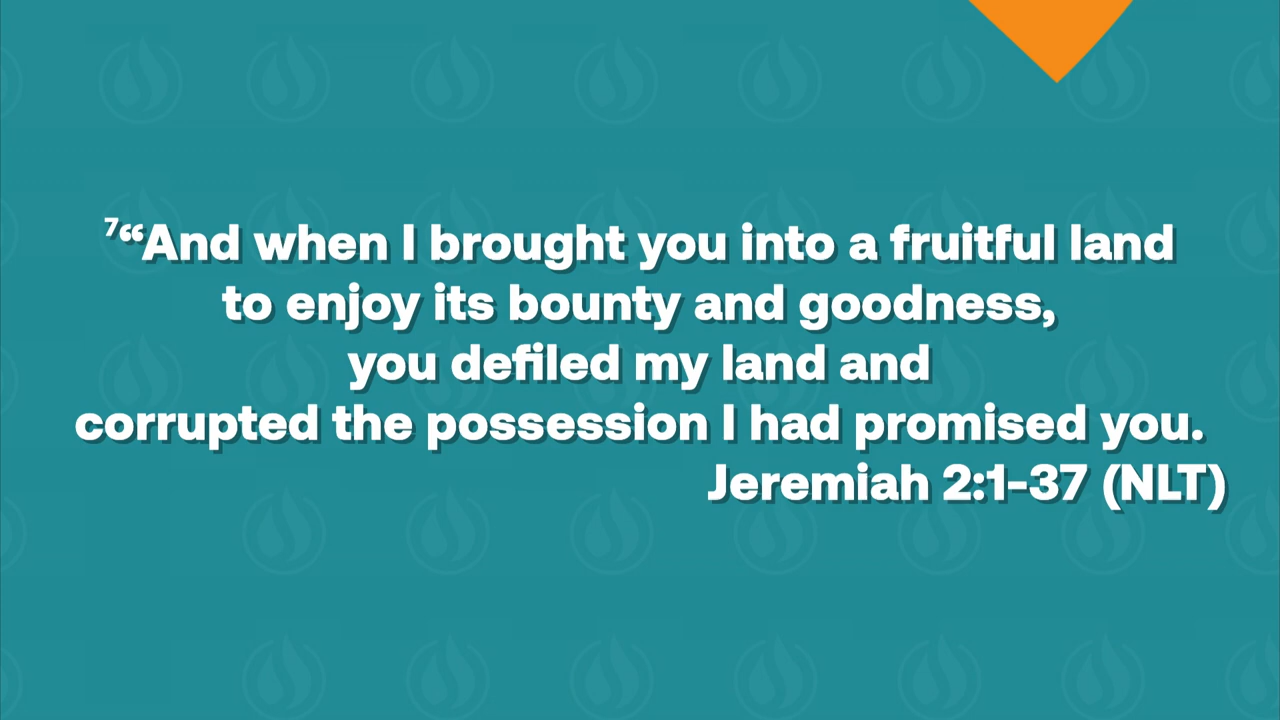 ⁷“And when I brought you into a fruitful land
to enjoy its bounty and goodness,
you defiled my land and
corrupted the possession I had promised you.
Jeremiah 2:1-37 (NLT)